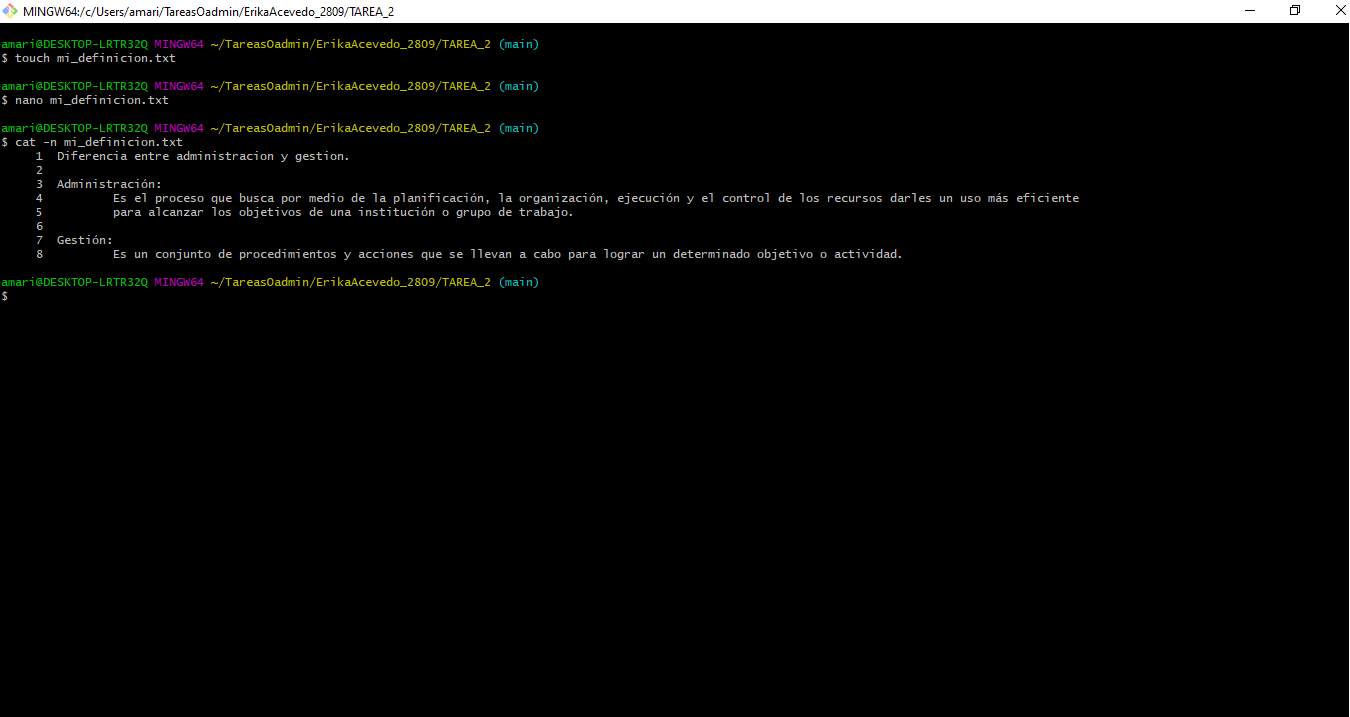 MINGW64:/c/Users/amari/TareasOadmin/ErikaAcevedo_2809/TAREA_2
amari@DESKTOP-LRTR32Q MINGW64 ~/TareasOadmin/ErikaAcevedo_2809/TAREA_2 (main)
$ touch mi_definicion.txt
amari@DESKTOP-LRTR32Q MINGW64 ~/TareasOadmin/ErikaAcevedo_2809/TAREA_2 (main)
$ nano mi_definicion.txt
amari@DESKTOP-LRTR32Q MINGW64 ~/TareasOadmin/ErikaAcevedo_2809/TAREA_2 (main)
$ cat -n mi_definicion.txt
1 Diferencia entre administracion y gestion.
2
3 Administración:
4 Es el proceso que busca por medio de la planificación, la organización, ejecución y el control de los recursos darles un uso más eficiente
5 para alcanzar los objetivos de una institución o grupo de trabajo.
6
7 Gestión:
8 Es un conjunto de procedimientos y acciones que se llevan a cabo para lograr un determinado objetivo o actividad.
amari@DESKTOP-LRTR32Q MINGW64 ~/TareasOadmin/ErikaAcevedo_2809/TAREA_2 (main)
$